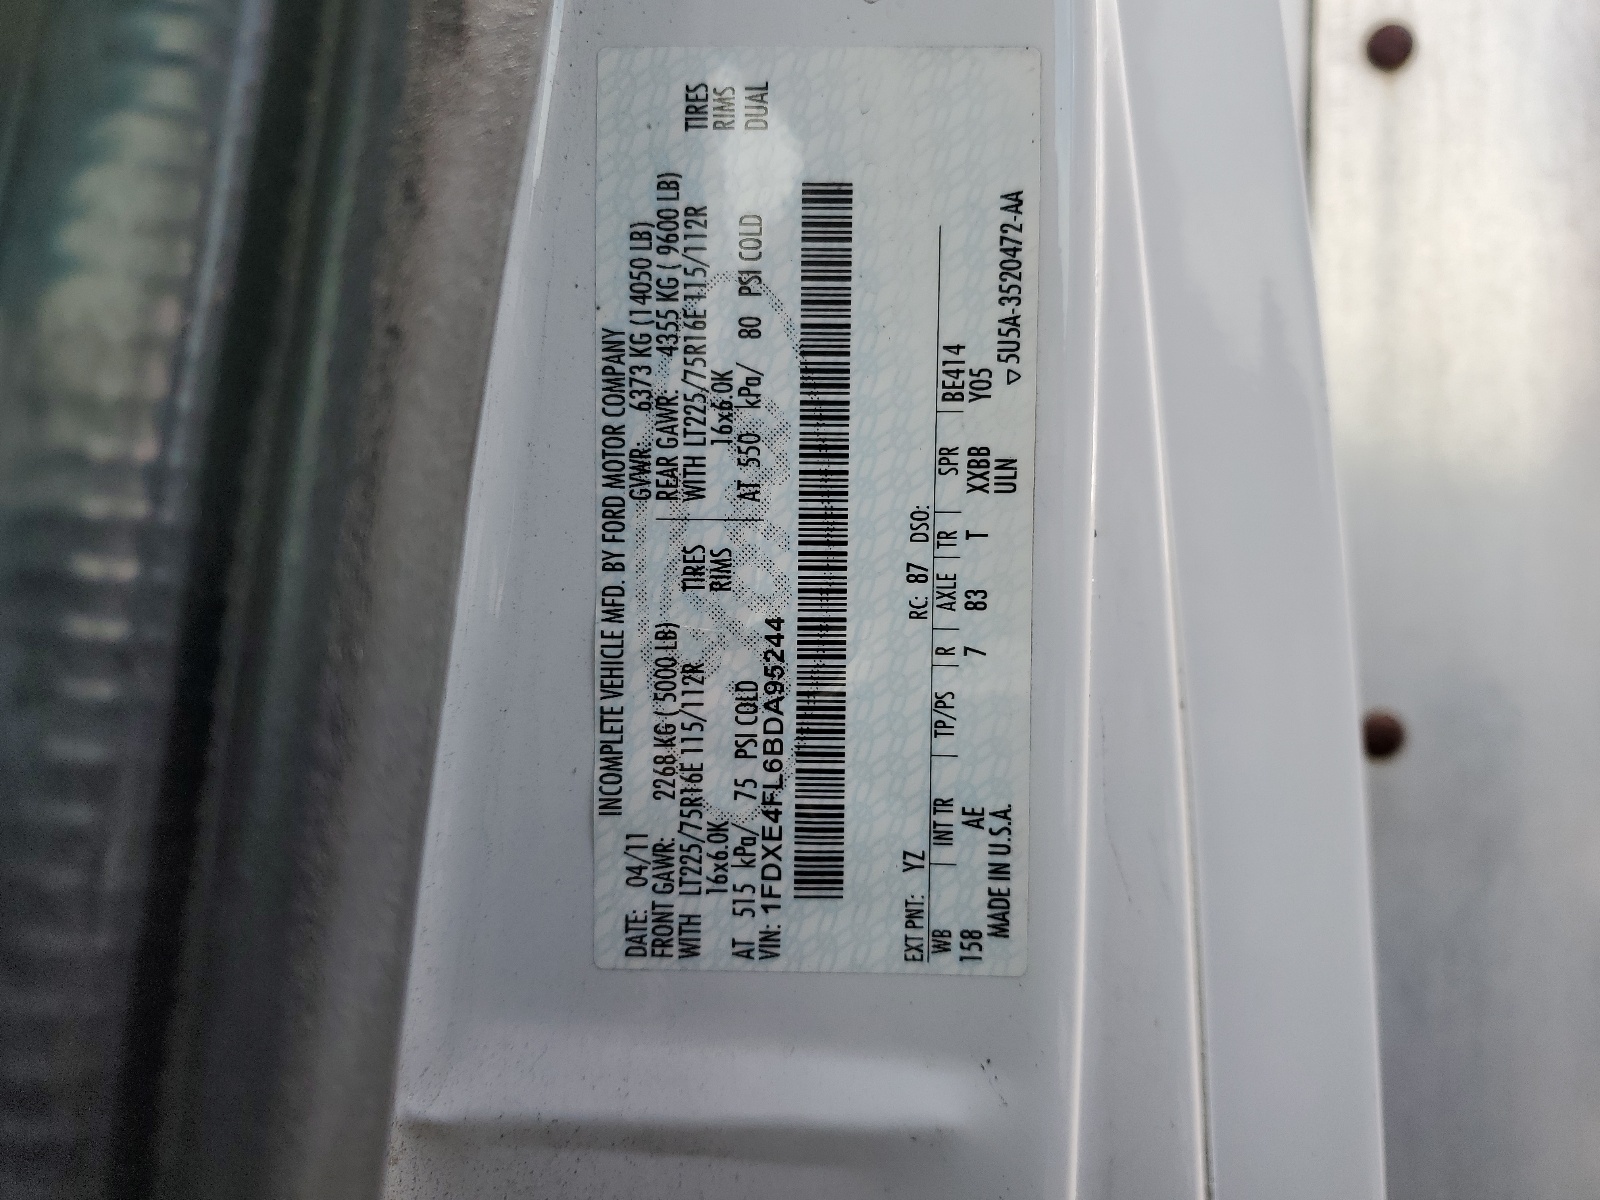 INCOMPLETE VEHICLE MFD. BY FORD MOTOR COMPANY
DATE: 04/11 GVWR: 6373 KG (14050 LB)
FRONT GAWR: 2268 KG ( 5000 LB) REAR GAWR: 4355 KG ( 9600 LB)
WITH LT225/75R16E 115/112R TIRES WITH LT225/75R16E 115/112R TIRES
16x6.0K RIMS 16x6.0K RIMS
AT 515 kPa/ 75 PSI COLD AT 550 kPa/ 80 PSI COLD DUAL
VIN: 1FDXE4FL6BDA95244
EXT PNT: YZ RC: 87 DSO:
WB | INT TR | TP/PS | R | AXLE | TR | SPR | BE414
158 AE 7 83 T XXBB Y05
MADE IN U.S.A. ULN ▽5U5A-3520472-AA